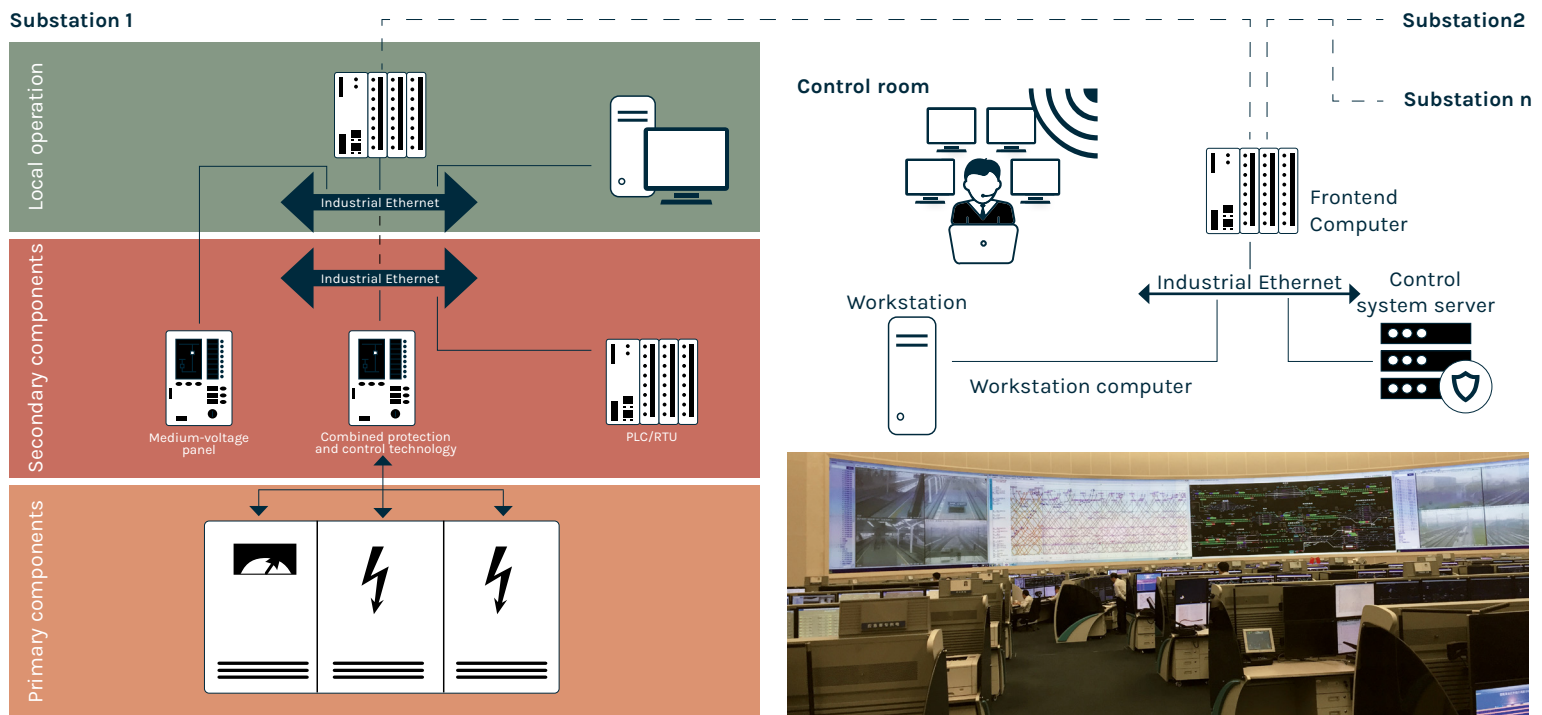 Substation 1
Local operation
Industrial Ethernet
Secondary components
Industrial Ethernet
Medium-voltage
panel
Combined protection
and control technology
PLC/RTU
Primary components
Substation2
Substation n
Control room
Frontend
Computer
Industrial Ethernet
Control
system server
Workstation
Workstation computer